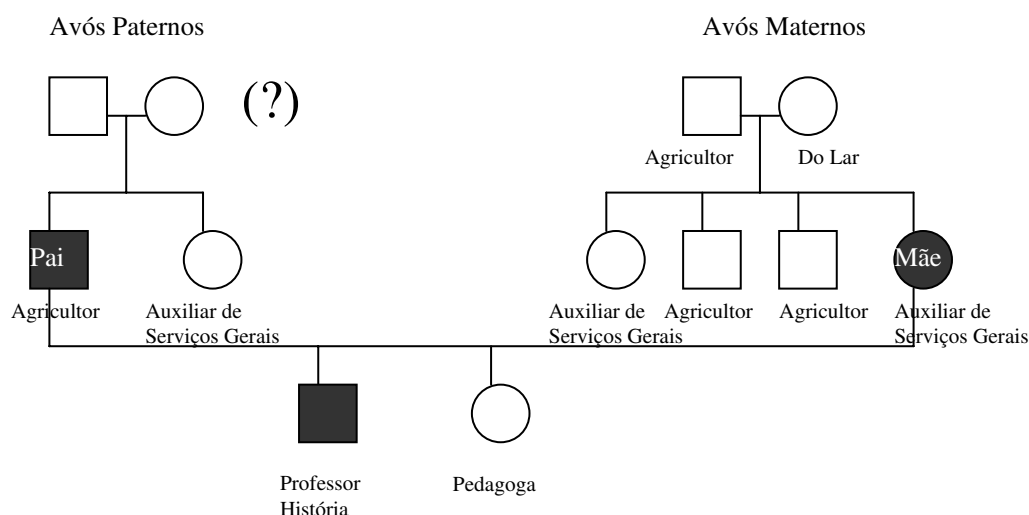 Avós Paternos
Avós Maternos
(?)
Agricultor
Do Lar
Pai
Mãe
Agricultor
Auxiliar de
Serviços Gerais
Auxiliar de
Serviços Gerais
Agricultor
Agricultor
Auxiliar de
Serviços Gerais
Professor
História
Pedagoga